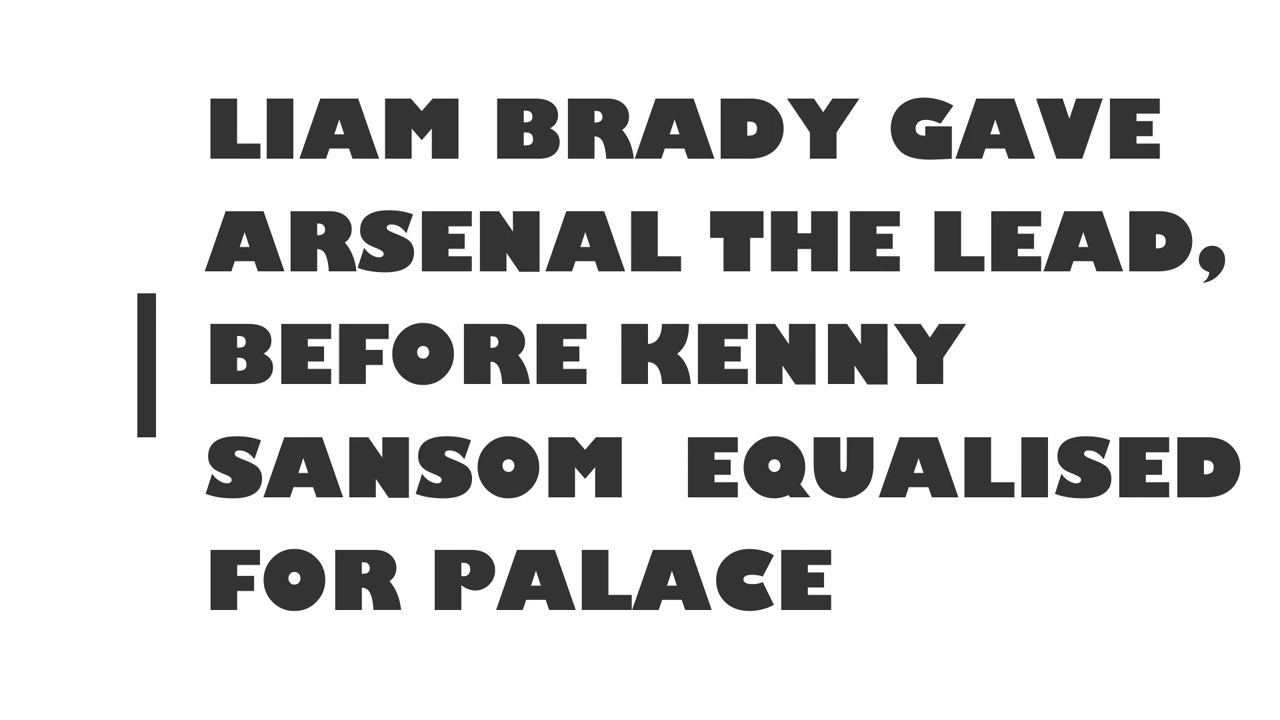 LIAM BRADY GAVE
ARSENAL THE LEAD,
BEFORE KENNY
SANSOM  EQUALISED
FOR PALACE